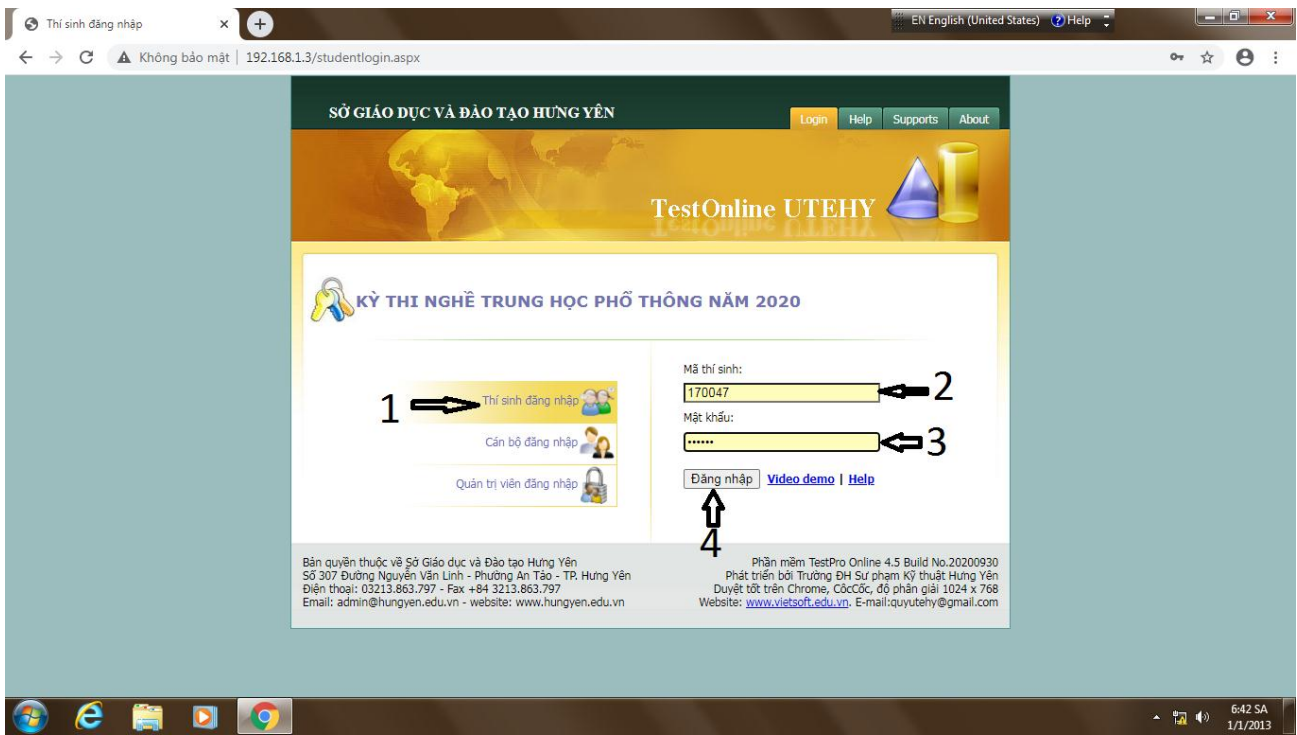 Thí sinh đăng nhập
EN English (United States) Help
Không bảo mật | 192.168.1.3/studentlogin.aspx
SỞ GIÁO DỤC VÀ ĐÀO TẠO HƯNG YÊN
Login Help Supports About
TestOnline UTEHY
KỲ THI NGHỀ TRUNG HỌC PHỔ THÔNG NĂM 2020
Mã thí sinh:
1 Thí sinh đăng nhập
170047 2
Mật khẩu:
Cán bộ đăng nhập
•••••• 3
Quản trị viên đăng nhập
Đăng nhập Video demo | Help
4
Bản quyền thuộc về Sở Giáo dục và Đào tạo Hưng Yên
Số 307 Đường Nguyễn Văn Linh - Phường An Tảo - TP. Hưng Yên
Điện thoại: 03213.863.797 - Fax +84 3213.863.797
Email: admin@hungyen.edu.vn - website: www.hungyen.edu.vn
Phần mềm TestPro Online 4.5 Build No.20200930
Phát triển bởi Trường ĐH Sư phạm Kỹ thuật Hưng Yên
Duyệt tốt trên Chrome, CôcCốc, độ phân giải 1024 x 768
Website: www.vietsoft.edu.vn. E-mail:quyutehy@gmail.com
6:42 SA
1/1/2013